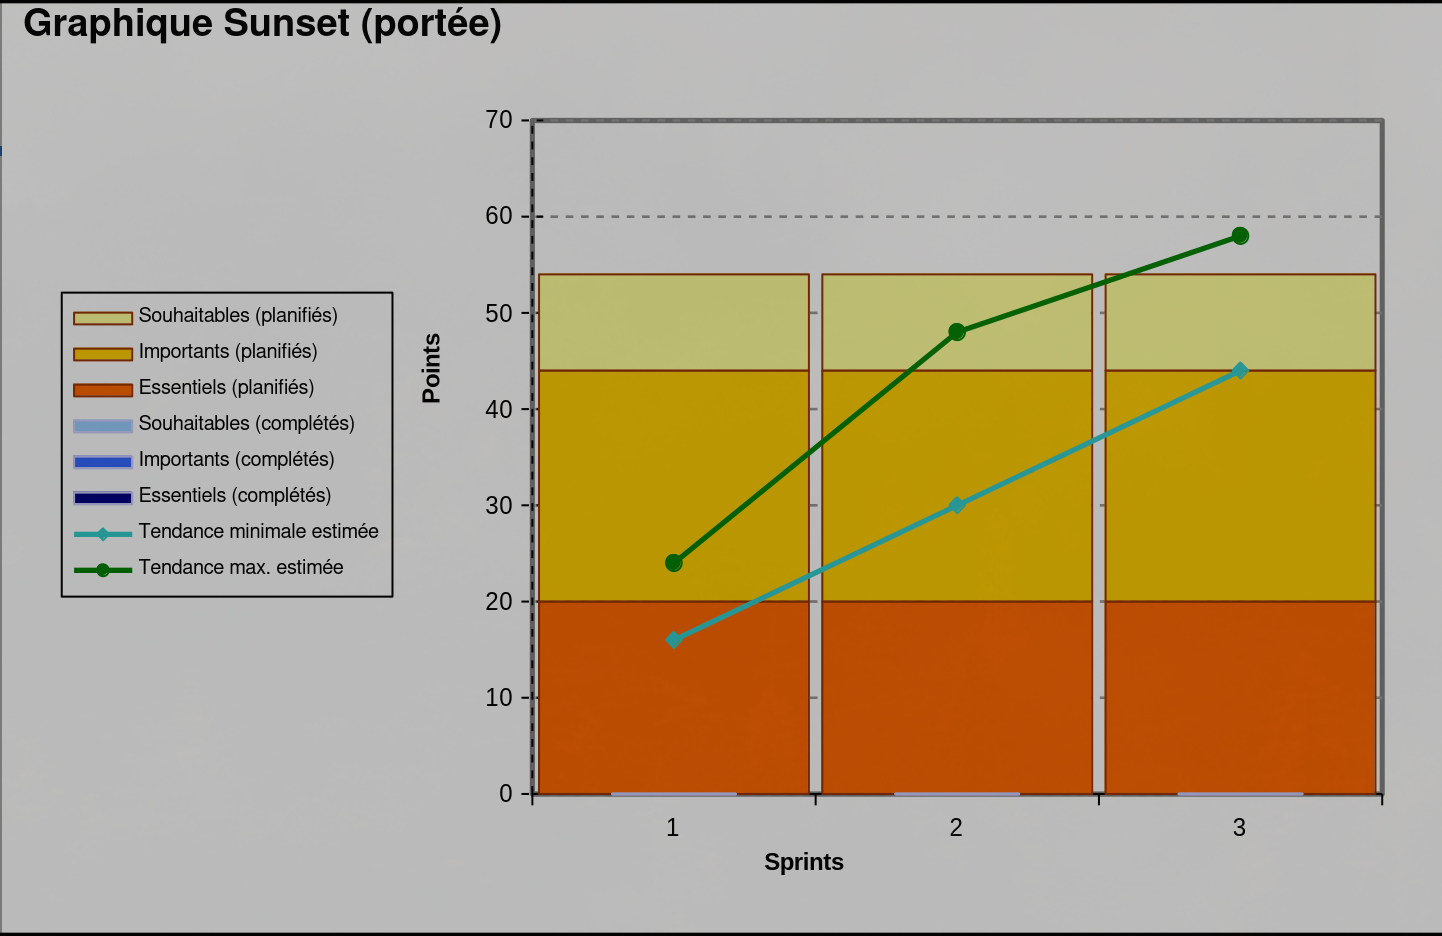 Graphique Sunset (portée)
70
60
50
40
30
20
10
0
Points
Souhaitables (planifiés)
Importants (planifiés)
Essentiels (planifiés)
Souhaitables (complétés)
Importants (complétés)
Essentiels (complétés)
Tendance minimale estimée
Tendance max. estimée
1 2 3
Sprints